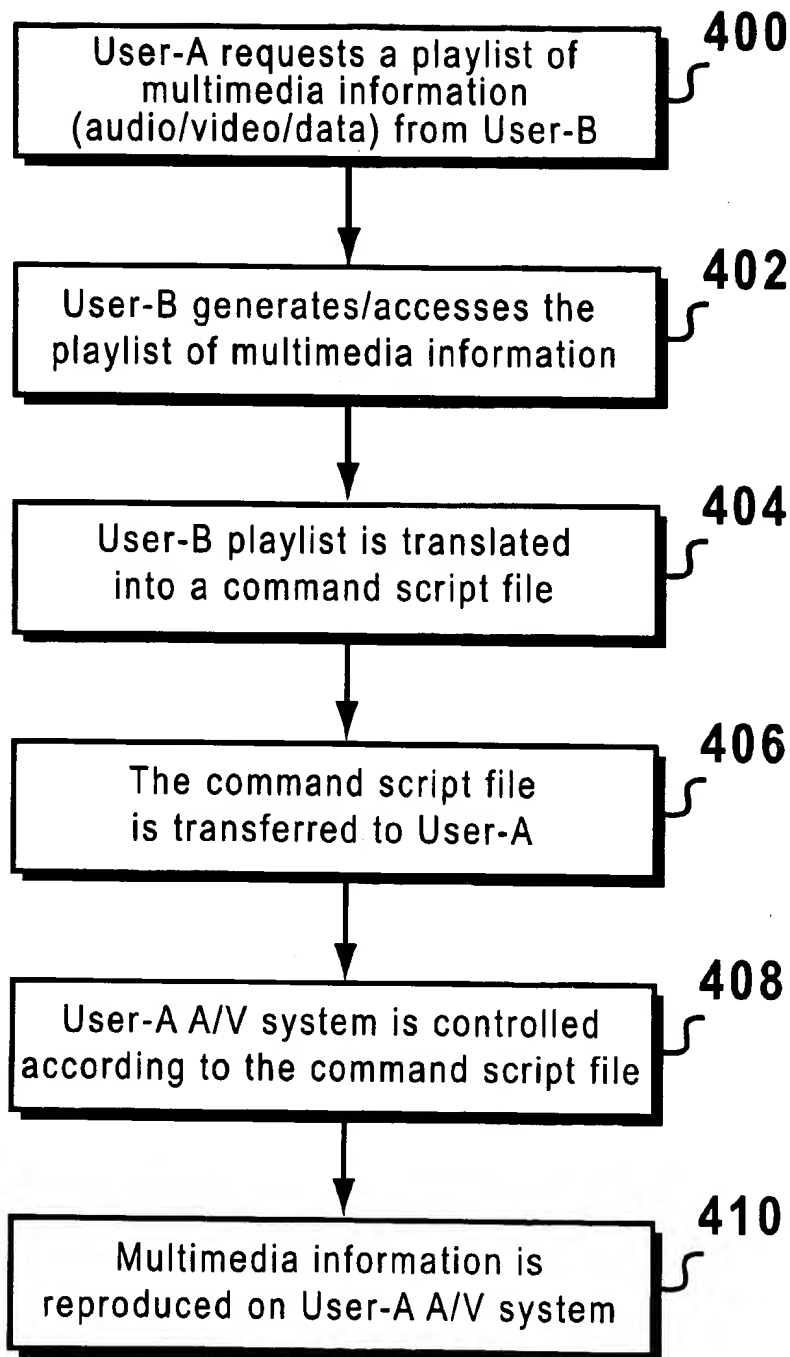 400
User-A requests a playlist of
multimedia information
(audio/video/data) from User-B
402
User-B generates/accesses the
playlist of multimedia information
404
User-B playlist is translated
into a command script file
406
The command script file
is transferred to User-A
408
User-A A/V system is controlled
according to the command script file
410
Multimedia information is
reproduced on User-A A/V system